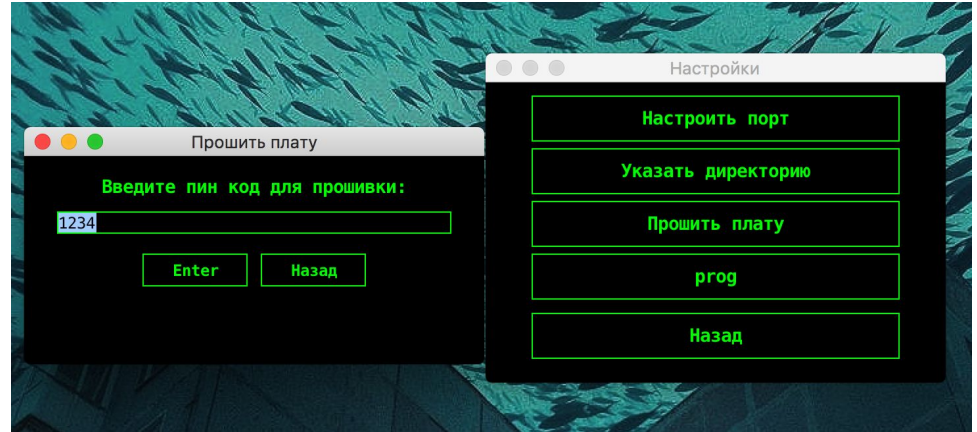 Прошить плату
Введите пин код для прошивки:
1234
Enter
Назад
Настройки
Настроить порт
Указать директорию
Прошить плату
prog
Назад